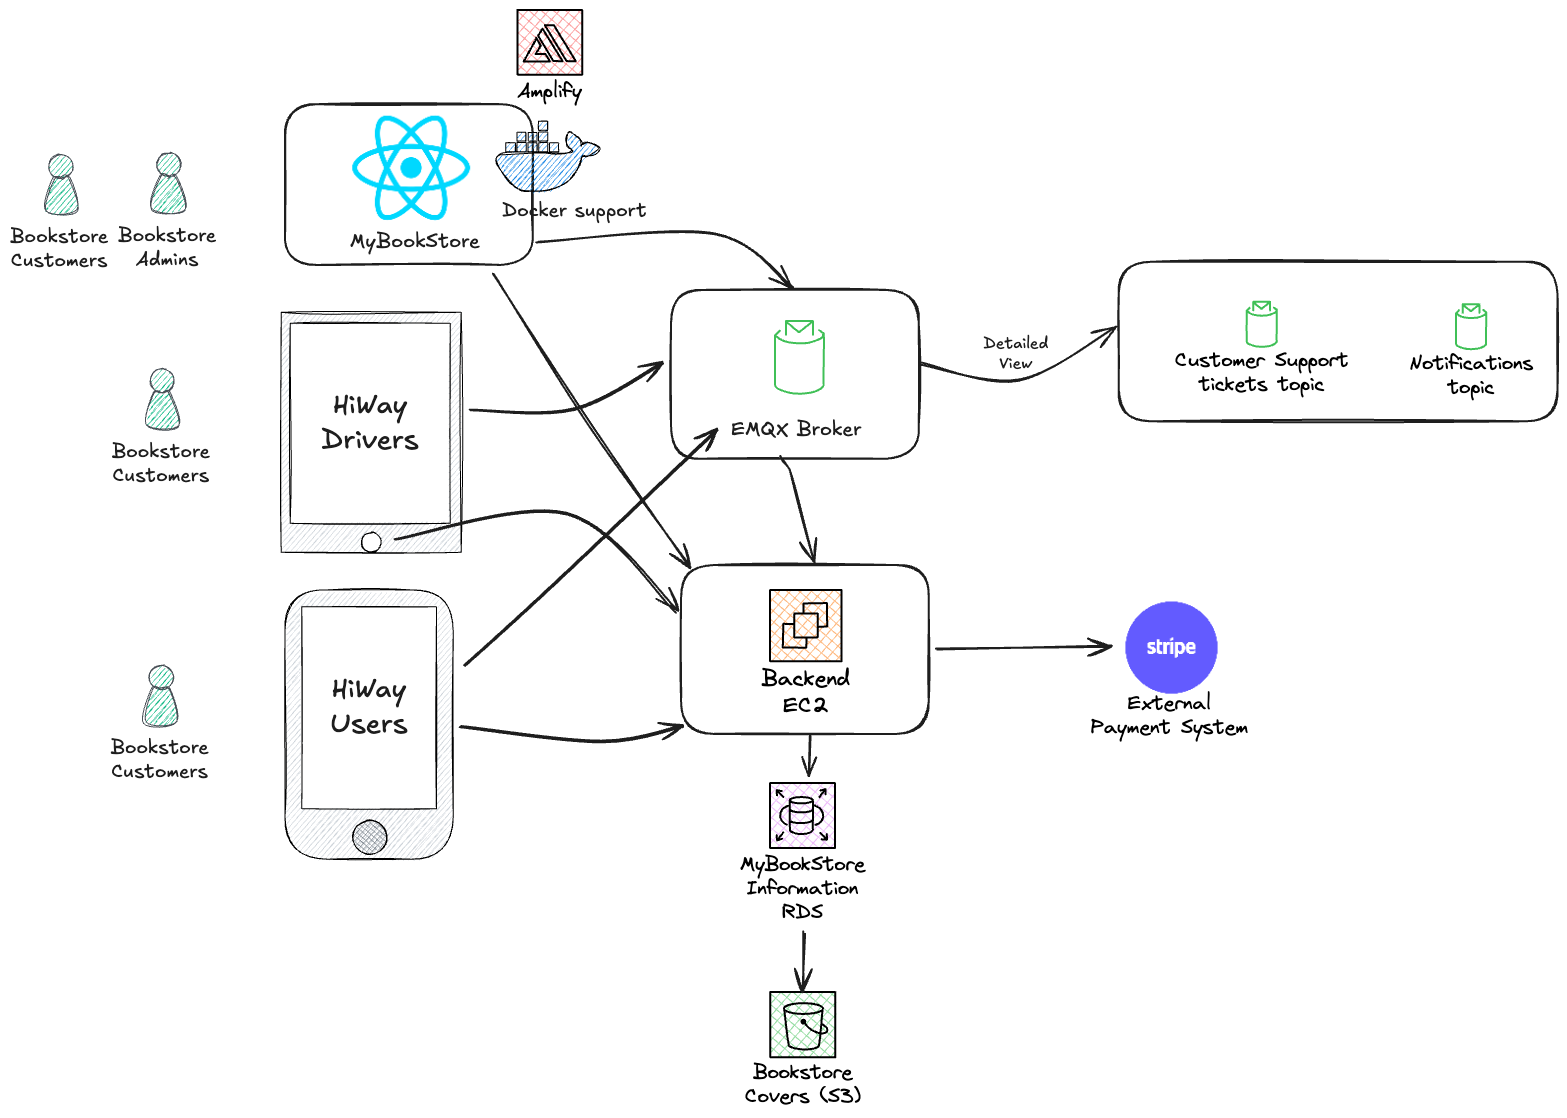 Amplify
Docker support
MyBookStore
Bookstore
Customers
Bookstore
Admins
HiWay
Drivers
Bookstore
Customers
EMQX Broker
Detailed
View
Customer Support
tickets topic
Notifications
topic
HiWay
Users
Bookstore
Customers
Backend
EC2
stripe
External
Payment System
MyBookStore
Information
RDS
Bookstore
Covers (S3)